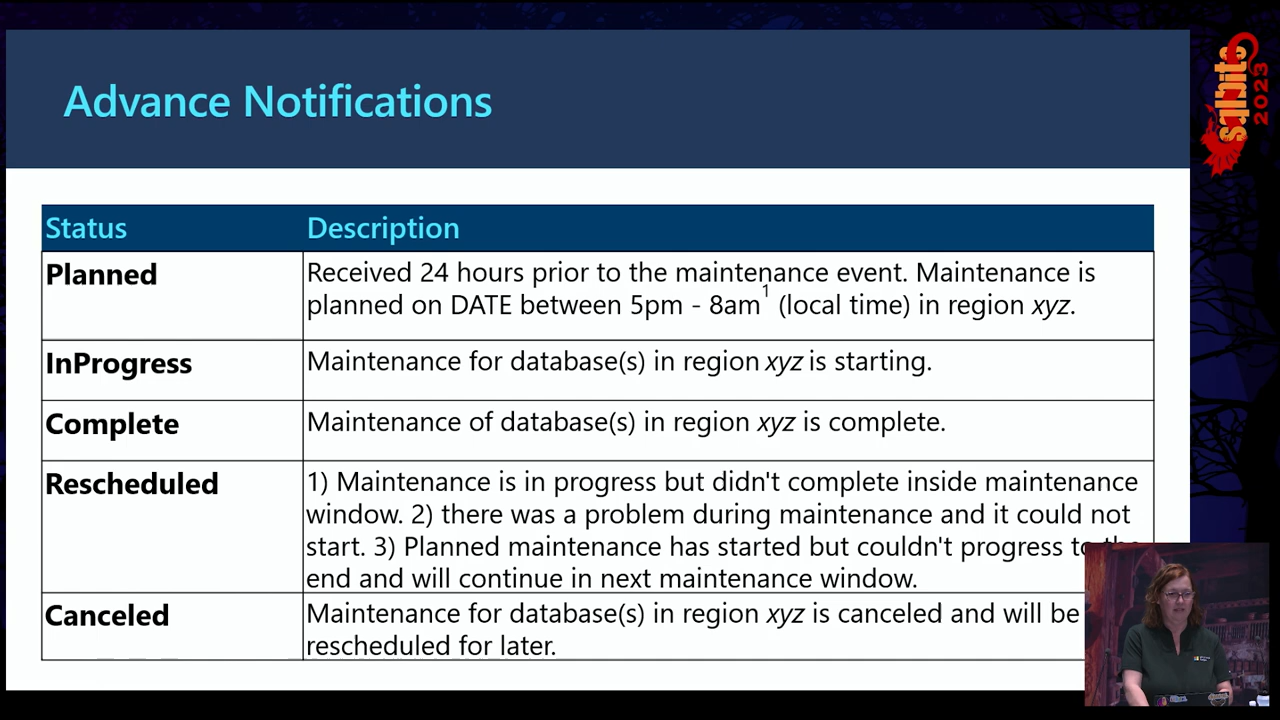 Advance Notifications
sqlbits
2023
Status
Description
Planned
Received 24 hours prior to the maintenance event. Maintenance is
planned on DATE between 5pm - 8am¹ (local time) in region xyz.
InProgress
Maintenance for database(s) in region xyz is starting.
Complete
Maintenance of database(s) in region xyz is complete.
Rescheduled
1) Maintenance is in progress but didn't complete inside maintenance
window. 2) there was a problem during maintenance and it could not
start. 3) Planned maintenance has started but couldn't progress to the
end and will continue in next maintenance window.
Canceled
Maintenance for database(s) in region xyz is canceled and will be
rescheduled for later.